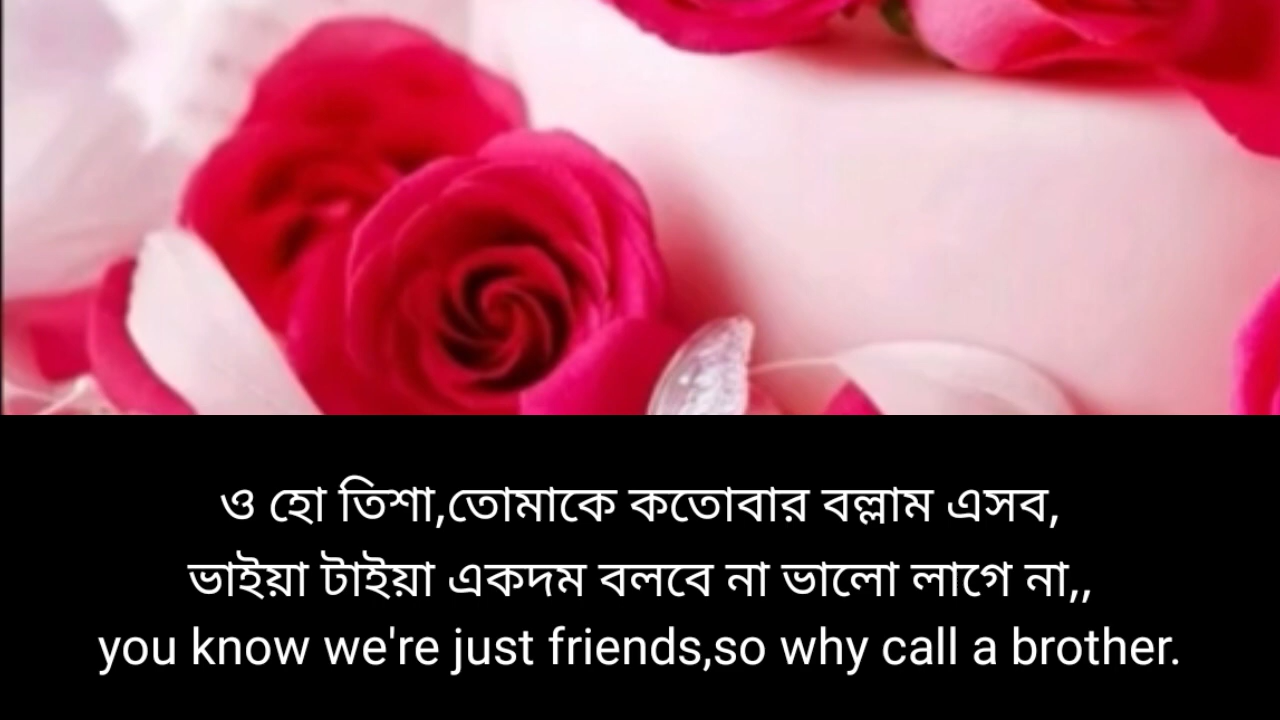 ও হো তিশা,তোমাকে কতোবার বল্লাম এসব,
ভাইয়া টাইয়া একদম বলবে না ভালো লাগে না,,
you know we're just friends,so why call a brother.